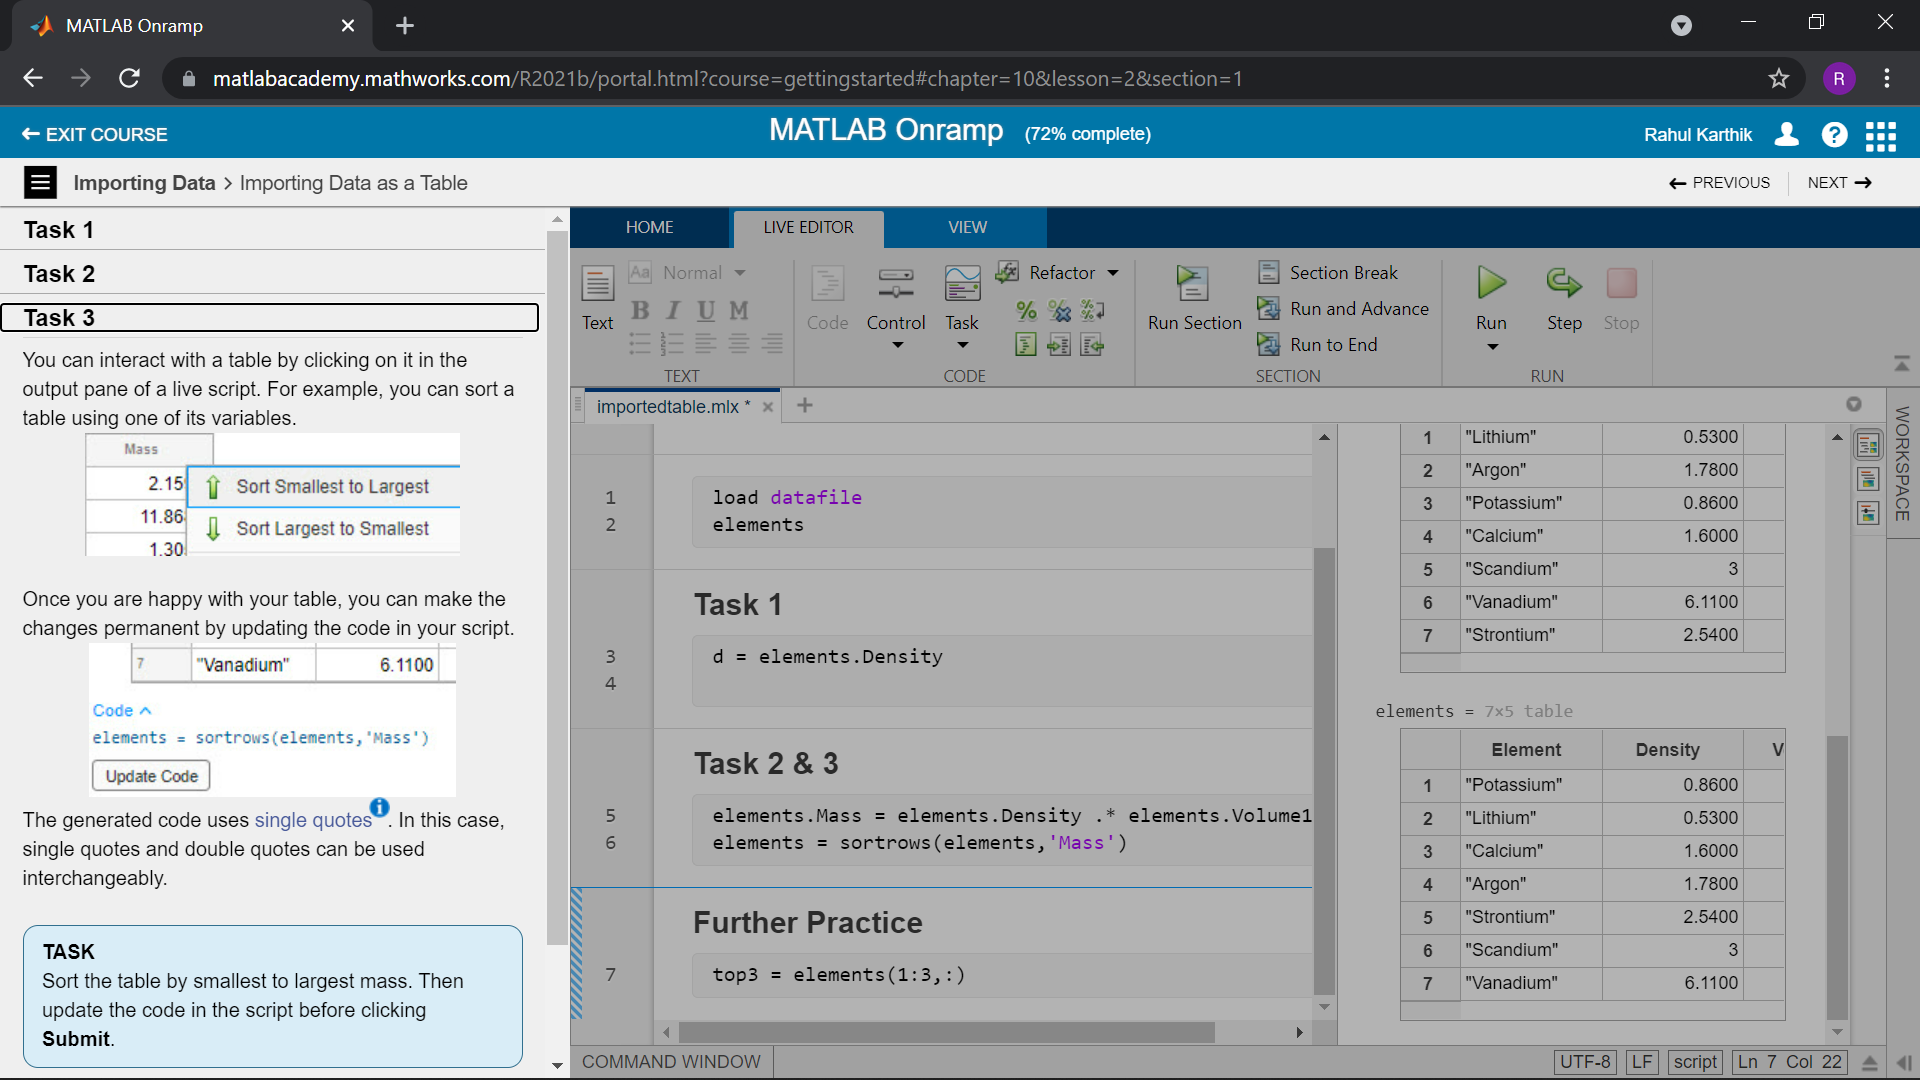 MATLAB Onramp
matlabacademy.mathworks.com/R2021b/portal.html?course=gettingstarted#chapter=10&lesson=2&section=1
R
EXIT COURSE
MATLAB Onramp (72% complete)
Rahul Karthik
?
Importing Data > Importing Data as a Table
PREVIOUS
NEXT
Task 1
Task 2
Task 3
You can interact with a table by clicking on it in the
output pane of a live script. For example, you can sort a
table using one of its variables.
Mass
2.15
11.86
1.30
Sort Smallest to Largest
Sort Largest to Smallest
Once you are happy with your table, you can make the
changes permanent by updating the code in your script.
7 "Vanadium" 6.1100
Code
elements = sortrows(elements,'Mass')
Update Code
The generated code uses single quotes i. In this case,
single quotes and double quotes can be used
interchangeably.
TASK
Sort the table by smallest to largest mass. Then
update the code in the script before clicking
Submit.
HOME
LIVE EDITOR
VIEW
Text
Aa Normal
B I U M
TEXT
Code
Control
Task
Refactor
CODE
Run Section
Section Break
Run and Advance
Run to End
SECTION
Run
Step
Stop
RUN
importedtable.mlx *
1 load datafile
2 elements
Task 1
3 d = elements.Density
4
Task 2 & 3
5 elements.Mass = elements.Density .* elements.Volume1
6 elements = sortrows(elements,'Mass')
Further Practice
7 top3 = elements(1:3,:)
1 "Lithium" 0.5300
2 "Argon" 1.7800
3 "Potassium" 0.8600
4 "Calcium" 1.6000
5 "Scandium" 3
6 "Vanadium" 6.1100
7 "Strontium" 2.5400
elements = 7×5 table
Element Density V
1 "Potassium" 0.8600
2 "Lithium" 0.5300
3 "Calcium" 1.6000
4 "Argon" 1.7800
5 "Strontium" 2.5400
6 "Scandium" 3
7 "Vanadium" 6.1100
WORKSPACE
COMMAND WINDOW
UTF-8
LF
script
Ln 7 Col 22